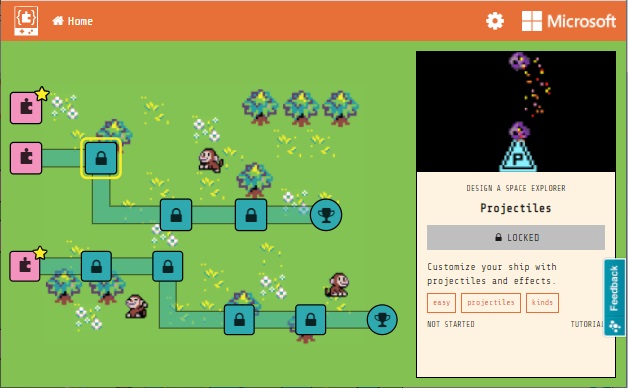 Home
Microsoft
P
DESIGN A SPACE EXPLORER
Projectiles
LOCKED
Customize your ship with
projectiles and effects.
easy projectiles kinds
NOT STARTED TUTORIAL
Feedback